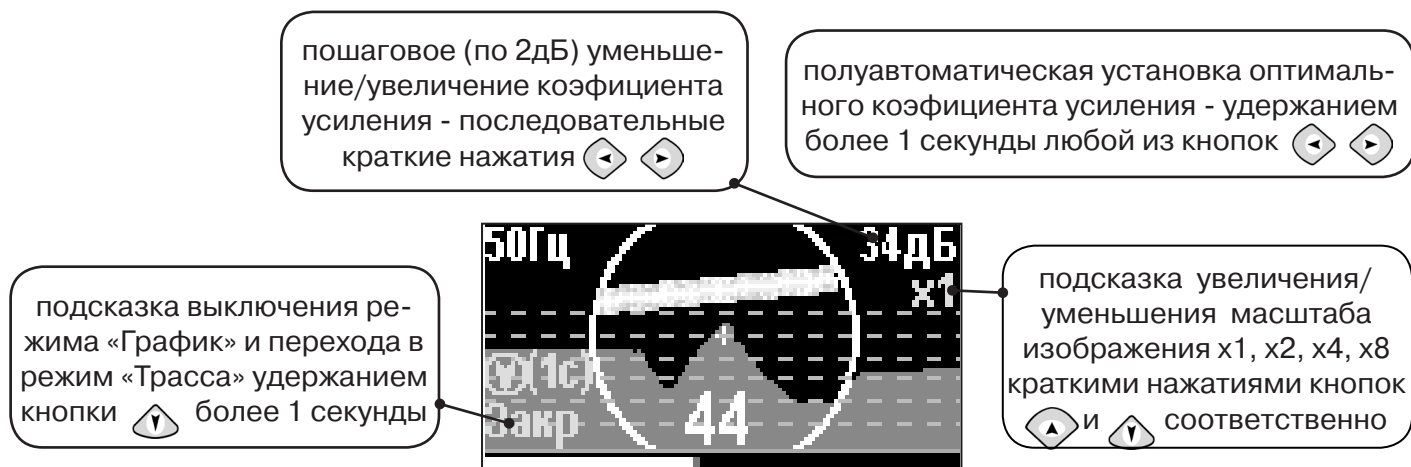 пошаговое (по 2дБ) уменьше-
ние/увеличение коэфициента
усиления - последовательные
краткие нажатия
полуавтоматическая установка оптималь-
ного коэфициента усиления - удержанием
более 1 секунды любой из кнопок
50Гц
34дБ
x1
подсказка выключения ре-
жима «График» и перехода в
режим «Трасса» удержанием
кнопки более 1 секунды
(1с)
Закр
44
подсказка увеличения/
уменьшения масштаба
изображения x1, x2, x4, x8
краткими нажатиями кнопок
и соответственно